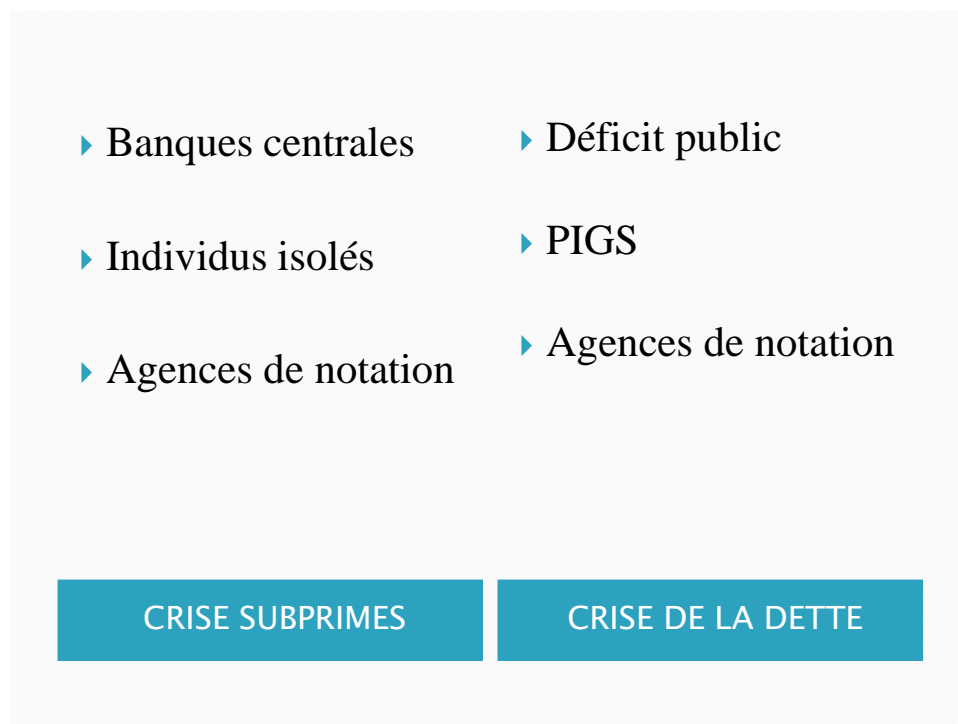 Banques centrales
Individus isolés
Agences de notation
CRISE SUBPRIMES
Déficit public
PIGS
Agences de notation
CRISE DE LA DETTE